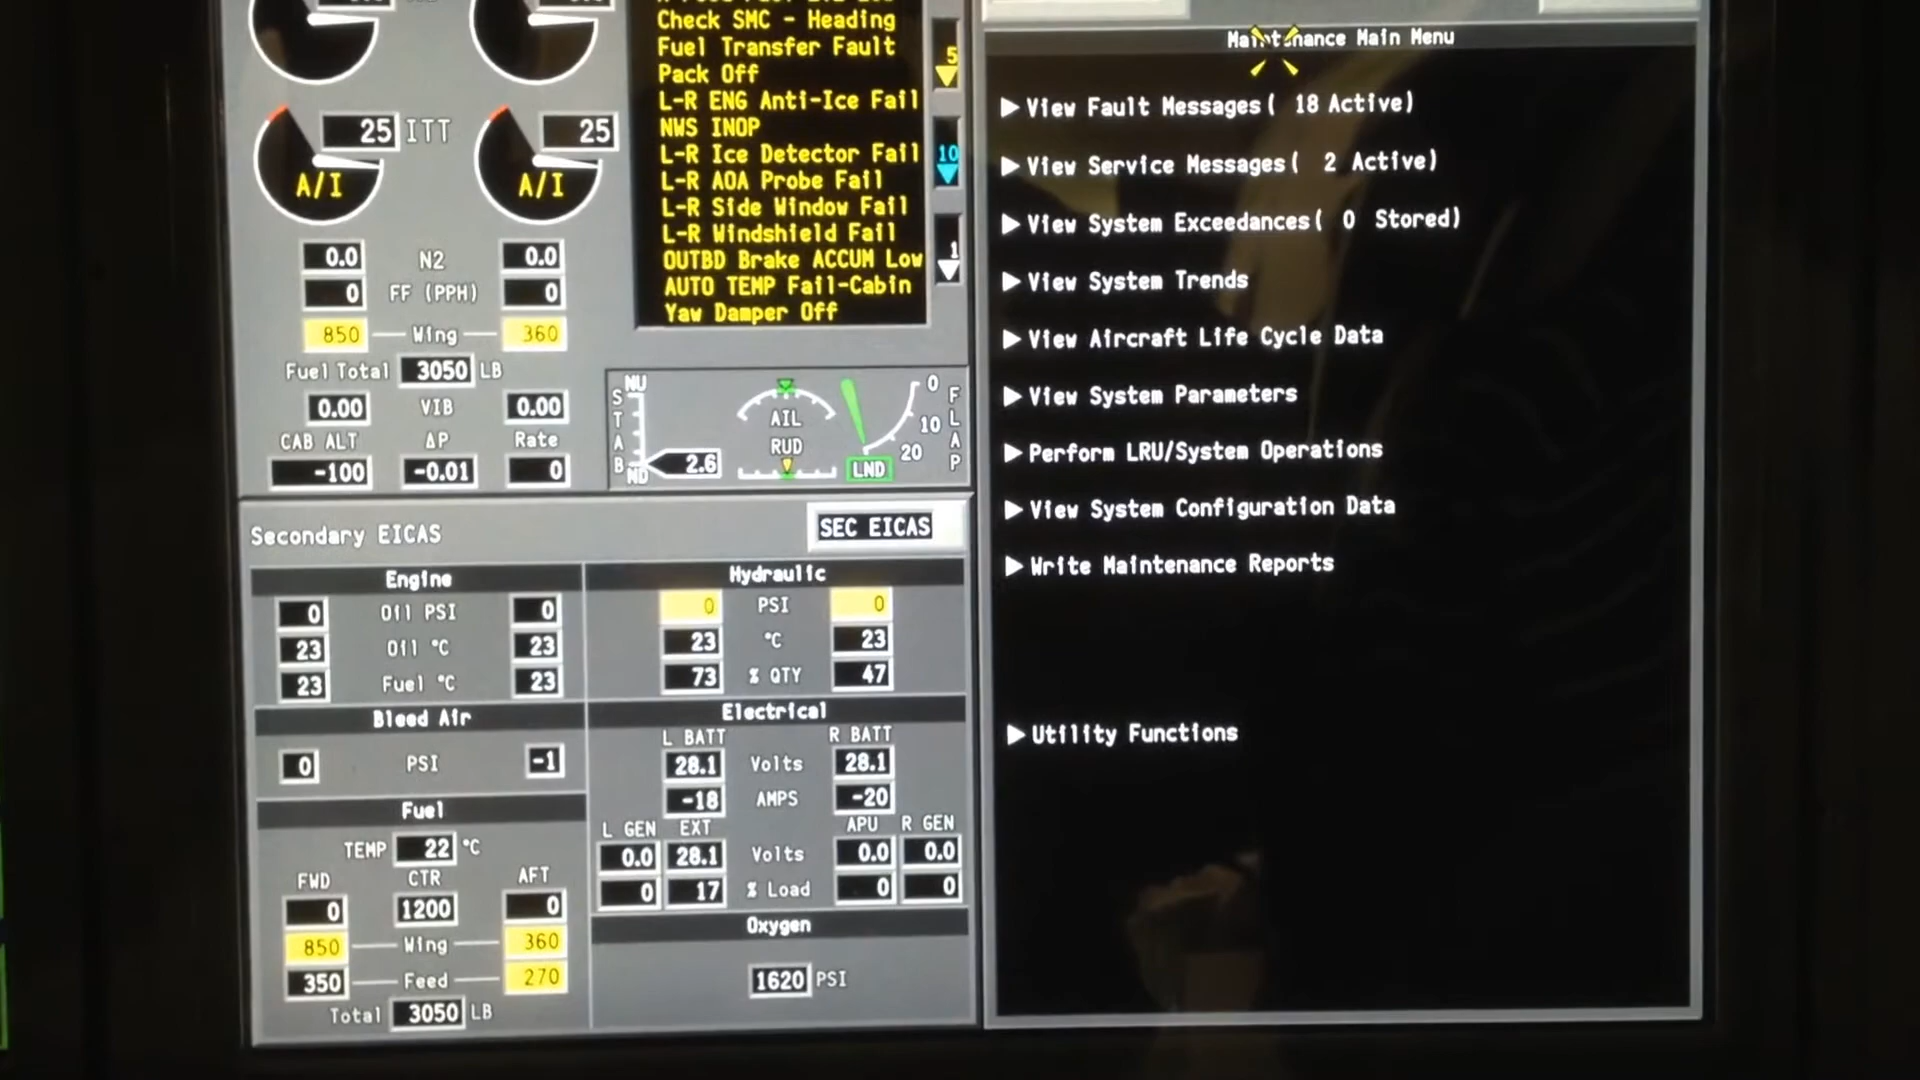 Check SMC - Heading
Fuel Transfer Fault
Pack Off
L-R ENG Anti-Ice Fail
NWS INOP
L-R Ice Detector Fail
L-R AOA Probe Fail
L-R Side Window Fail
L-R Windshield Fail
OUTBD Brake ACCUM Low
AUTO TEMP Fail-Cabin
Yaw Damper Off
5
10
1
25 ITT 25
A/I A/I
0.0 N2 0.0
0 FF (PPH) 0
850 Wing 360
Fuel Total 3050 LB
0.00 VIB 0.00
CAB ALT ΔP Rate
-100 -0.01 0
STAB
NU
ND
2.6
AIL
RUD
0
10
20
LND
FLAP
Secondary EICAS
SEC EICAS
Engine
0 Oil PSI 0
23 Oil °C 23
23 Fuel °C 23
Bleed Air
0 PSI -1
Fuel
TEMP 22 °C
FWD CTR AFT
0 1200 0
850 Wing 360
350 Feed 270
Total 3050 LB
Hydraulic
0 PSI 0
23 °C 23
73 % QTY 47
Electrical
L BATT R BATT
28.1 Volts 28.1
-18 AMPS -20
L GEN EXT APU R GEN
0.0 28.1 Volts 0.0 0.0
0 17 % Load 0 0
Oxygen
1620 PSI
Maintenance Main Menu
View Fault Messages( 18 Active)
View Service Messages( 2 Active)
View System Exceedances( 0 Stored)
View System Trends
View Aircraft Life Cycle Data
View System Parameters
Perform LRU/System Operations
View System Configuration Data
Write Maintenance Reports
Utility Functions